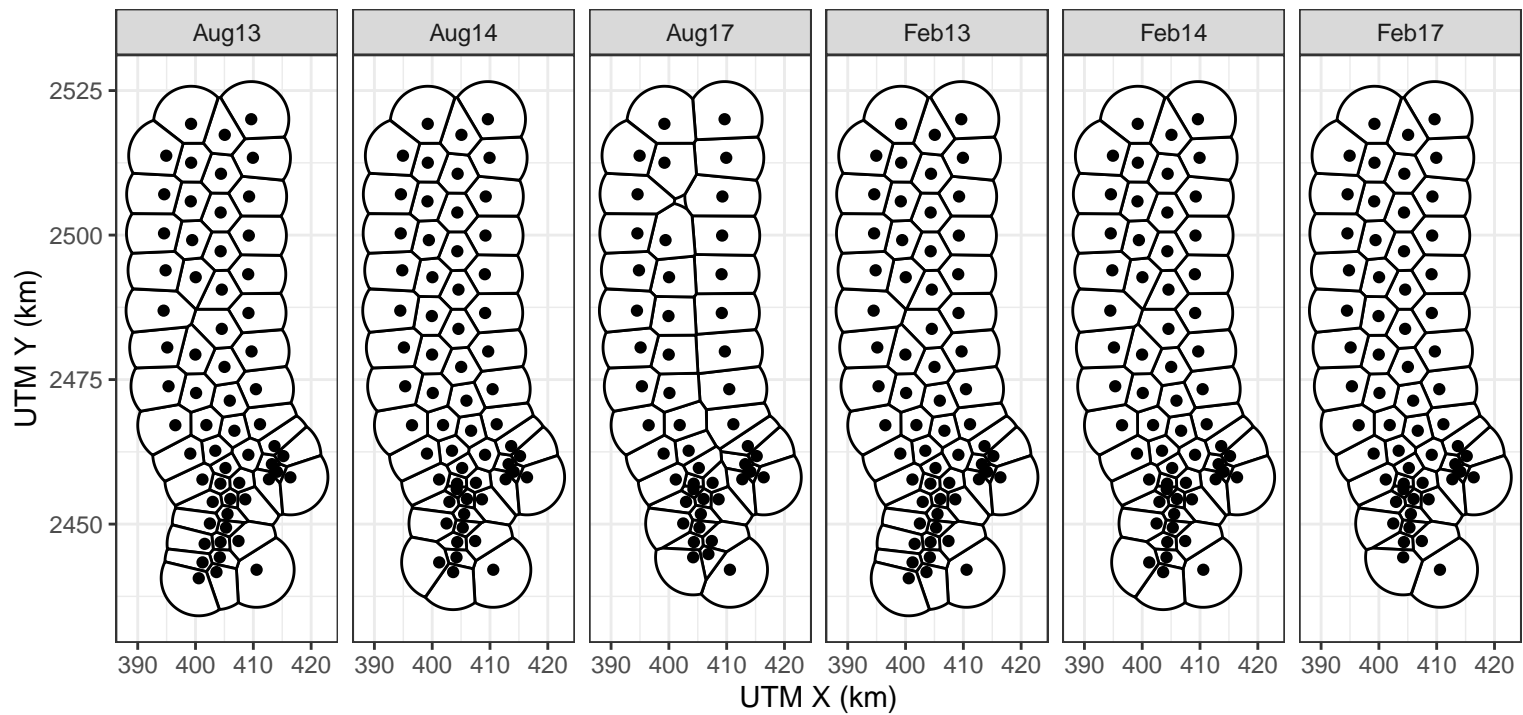 Aug13 Aug14 Aug17 Feb13 Feb14 Feb17
2525
2500
2475
2450
UTM Y (km)
390 400 410 420 390 400 410 420 390 400 410 420 390 400 410 420 390 400 410 420 390 400 410 420
UTM X (km)